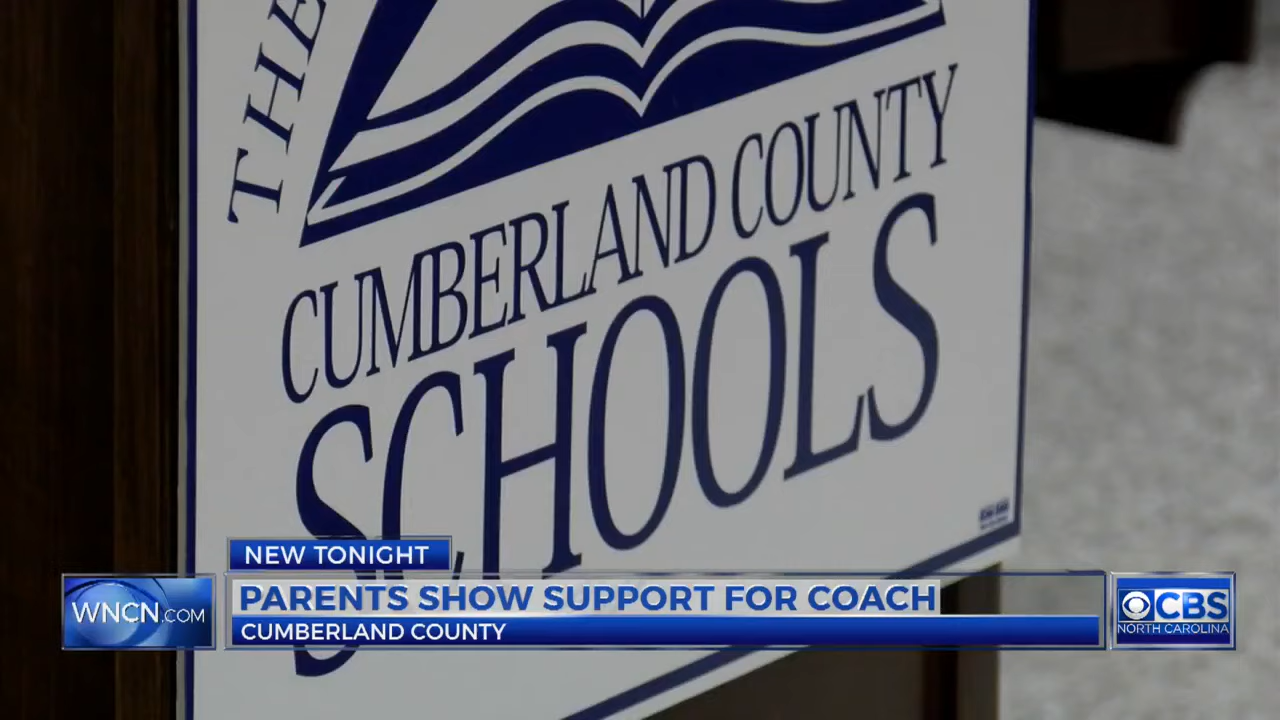 THE
CUMBERLAND COUNTY
SCHOOLS
NEW TONIGHT
PARENTS SHOW SUPPORT FOR COACH
CUMBERLAND COUNTY
WNCN.COM
CBS
NORTH CAROLINA